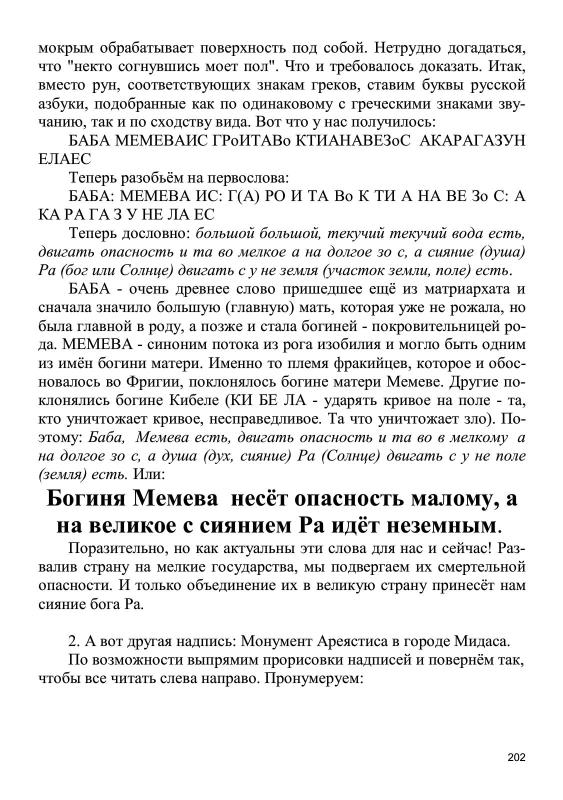 мокрым обрабатывает поверхность под собой. Нетрудно догадаться,
что "некто согнувшись моет пол". Что и требовалось доказать. Итак,
вместо рун, соответствующих знакам греков, ставим буквы русской
азбуки, подобранные как по одинаковому с греческими знаками зву-
чанию, так и по сходству вида. Вот что у нас получилось:
БАБА МЕМЕВАИС ГРоИТАВо КТИАНАВЕЗоС АКАРАГАЗУН
ЕЛАЕС
Теперь разобьём на первослова:
БАБА: МЕМЕВА ИС: Г(А) РО И ТА Во К ТИ А НА ВЕ Зо С: А
КА РА ГА З У НЕ ЛА ЕС
Теперь дословно: большой большой, текучий текучий вода есть,
двигать опасность и та во мелкое а на долгое зо с, а сияние (душа)
Ра (бог или Солнце) двигать с у не земля (участок земли, поле) есть.
БАБА - очень древнее слово пришедшее ещё из матриархата и
сначала значило большую (главную) мать, которая уже не рожала, но
была главной в роду, а позже и стала богиней - покровительницей ро-
да. МЕМЕВА - синоним потока из рога изобилия и могло быть одним
из имён богини матери. Именно то племя фракийцев, которое и обос-
новалось во Фригии, поклонялось богине матери Мемеве. Другие по-
клонялись богине Кибеле (КИ БЕ ЛА - ударять кривое на поле - та,
кто уничтожает кривое, несправедливое. Та что уничтожает зло). По-
этому: Баба, Мемева есть, двигать опасность и та во в мелкому а
на долгое зо с, а душа (дух, сияние) Ра (Солнце) двигать с у не поле
(земля) есть. Или:
Богиня Мемева несёт опасность малому, а
на великое с сиянием Ра идёт неземным.
Поразительно, но как актуальны эти слова для нас и сейчас! Раз-
валив страну на мелкие государства, мы подвергаем их смертельной
опасности. И только объединение их в великую страну принесёт нам
сияние бога Ра.
2. А вот другая надпись: Монумент Ареястиса в городе Мидаса.
По возможности выпрямим прорисовки надписей и повернём так,
чтобы все читать слева направо. Пронумеруем:
202